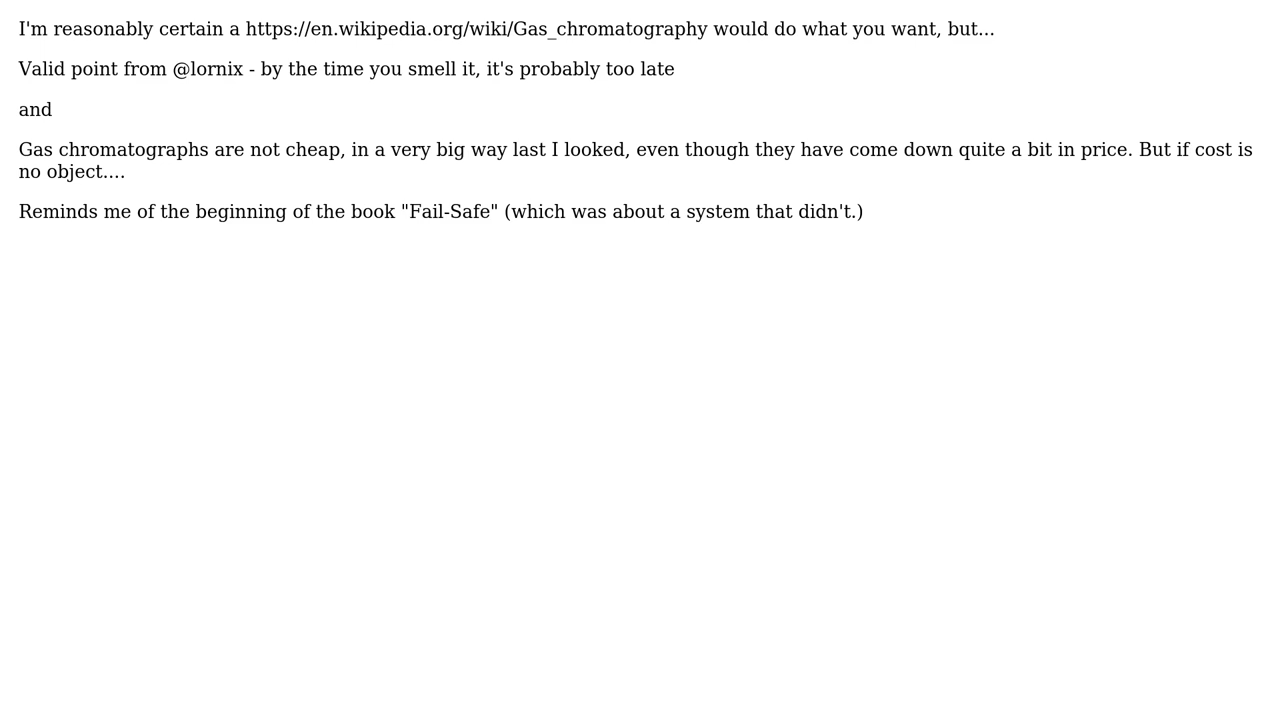 I'm reasonably certain a https://en.wikipedia.org/wiki/Gas_chromatography would do what you want, but...
Valid point from @lornix - by the time you smell it, it's probably too late
and
Gas chromatographs are not cheap, in a very big way last I looked, even though they have come down quite a bit in price. But if cost is
no object....
Reminds me of the beginning of the book "Fail-Safe" (which was about a system that didn't.)